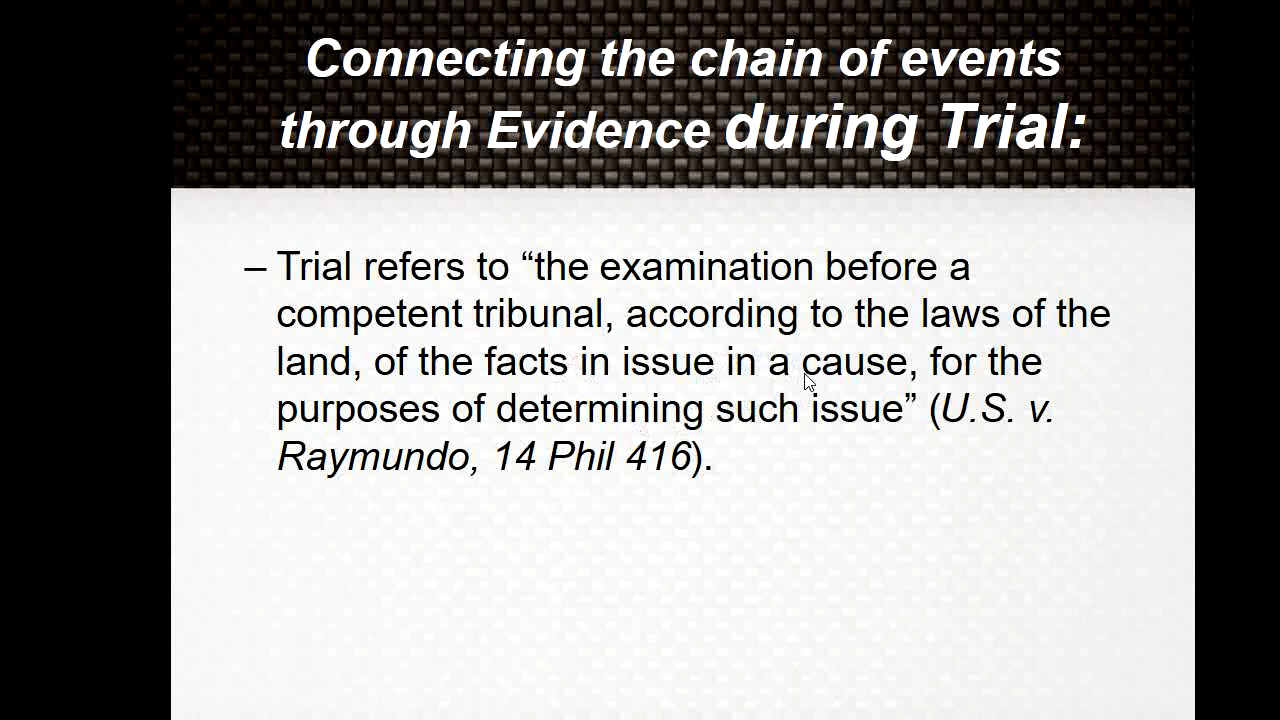 Connecting the chain of events
through Evidence during Trial:
– Trial refers to “the examination before a
competent tribunal, according to the laws of the
land, of the facts in issue in a cause, for the
purposes of determining such issue” (U.S. v.
Raymundo, 14 Phil 416).